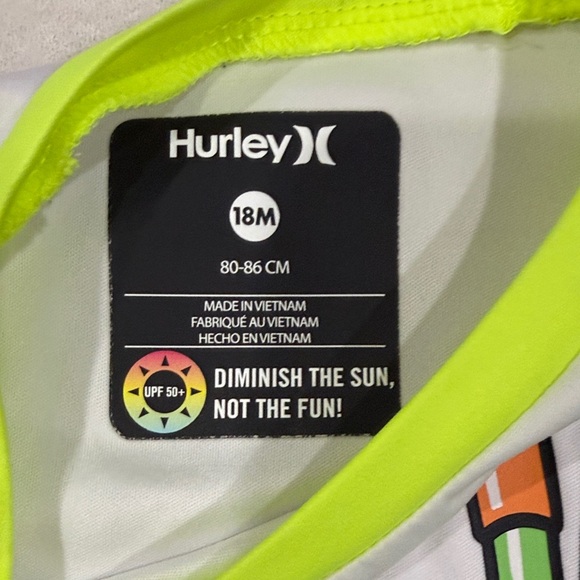 Hurley
18M
80-86 CM
MADE IN VIETNAM
FABRIQUÉ AU VIETNAM
HECHO EN VIETNAM
UPF 50+
DIMINISH THE SUN,
NOT THE FUN!